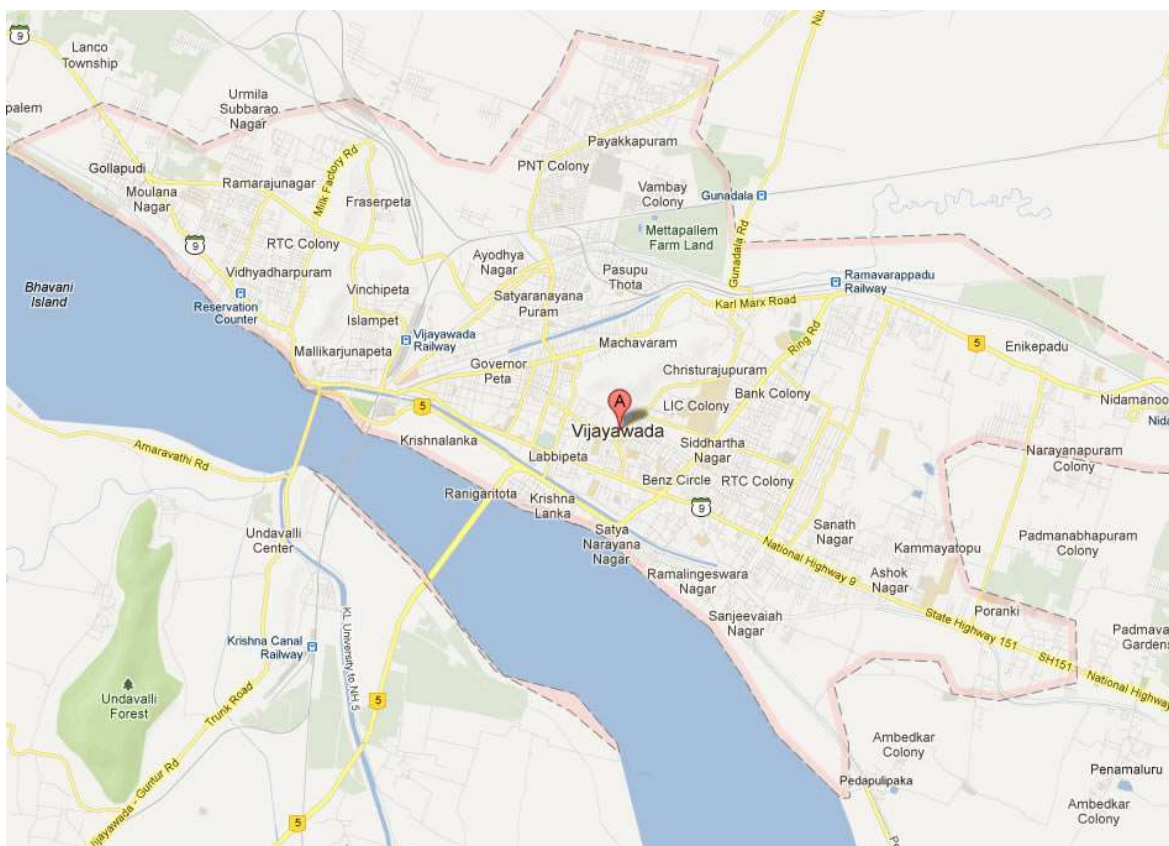 9
Lanco
Township
palem
Urmila
Subbarao
Nagar
Gollapudi
Moulana
Nagar
Ramarajunagar
Milk Factory Rd
Fraserpeta
Payakkapuram
PNT Colony
Vambay
Colony
Gunadala
Mettapallem
Farm Land
Gunadala Rd
9
RTC Colony
Vidhyadharpuram
Ayodhya
Nagar
Pasupu
Thota
Ramavarappadu
Railway
Bhavani
Island
Reservation
Counter
Vinchipeta
Islampet
Satyaranayana
Puram
Karl Marx Road
Ring Rd
Vijayawada
Railway
Mallikarjunapeta
Machavaram
Governor
Peta
Christurajupuram
Bank Colony
5
Enikepadu
Nidamanoo
Nida
5
A
LIC Colony
Vijayawada
Krishnalanka
Labbipeta
Siddhartha
Nagar
Amaravathi Rd
Benz Circle
RTC Colony
Narayanapuram
Colony
Ranigaritota
Krishna
Lanka
9
Undavalli
Center
Satya
Narayana
Nagar
Sanath
Nagar
National Highway 9
Kammayatopu
Padmanabhapuram
Colony
Ramalingeswara
Nagar
Ashok
Nagar
Sanjeevaiah
Nagar
Poranki
State Highway 151
SH151
National Highway
Padmava
Gardens
Krishna Canal
Railway
KL University to NH 5
Undavalli
Forest
Trunk Road
5
Vijayawada - Guntur Rd
Ambedkar
Colony
Pedapulipaka
Penamaluru
Ambedkar
Colony
5